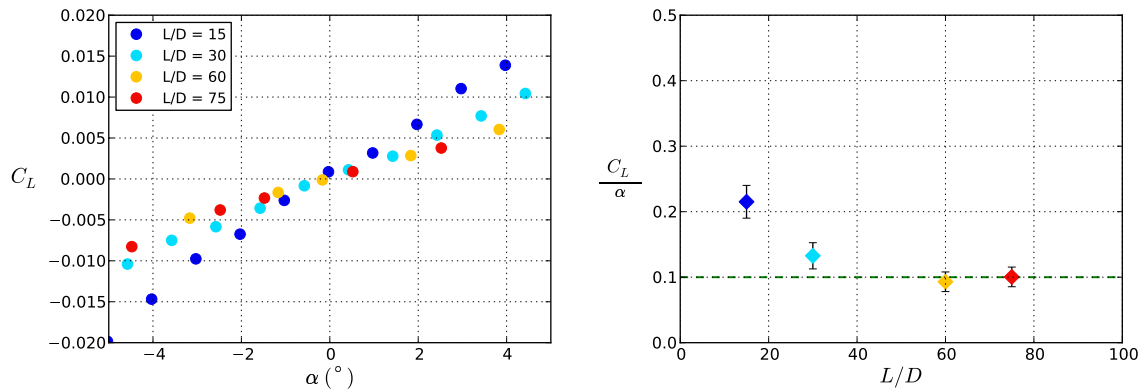 0.020
0.015
0.010
0.005
0.000
−0.005
−0.010
−0.015
−0.020
C_L
L/D = 15
L/D = 30
L/D = 60
L/D = 75
−4
−2
0
2
4
α (°)
0.5
0.4
0.3
0.2
0.1
0.0
C_L
α
0
20
40
60
80
100
L/D